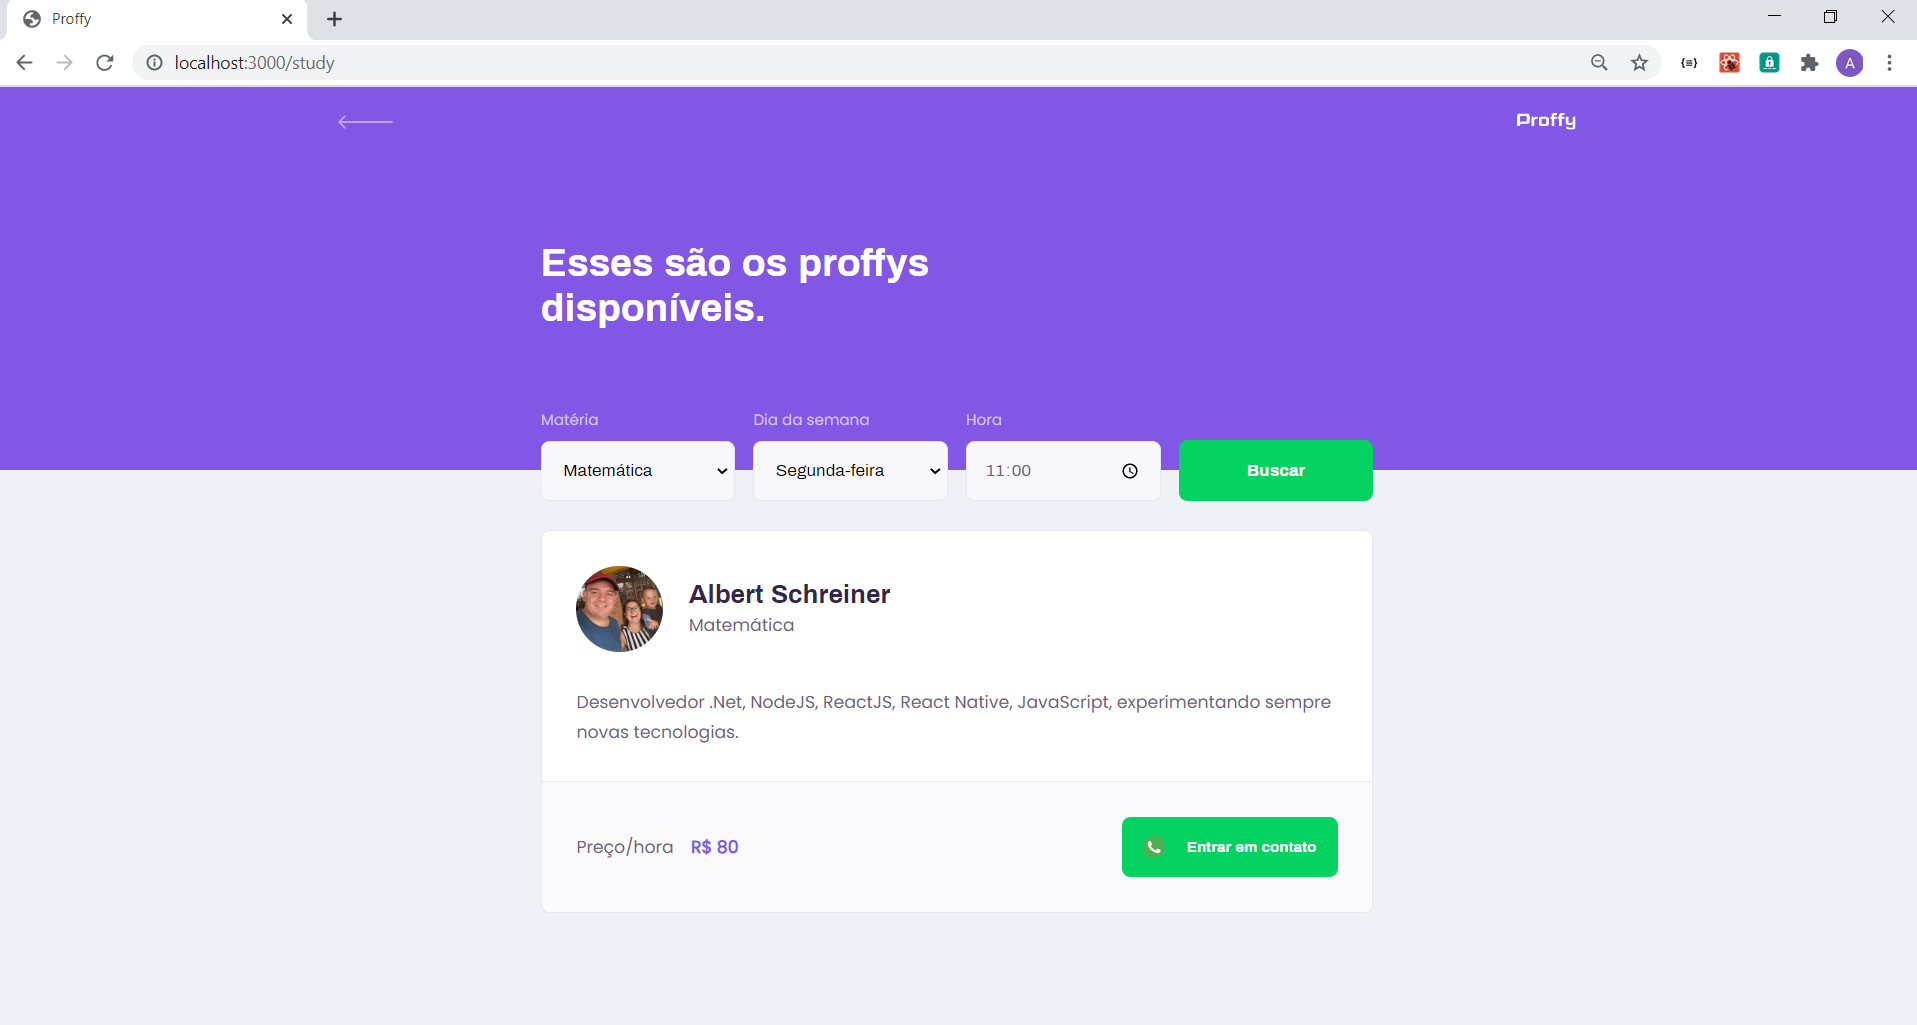 Proffy
localhost:3000/study
A
Proffy
Esses são os proffys
disponíveis.
Matéria Dia da semana Hora
Matemática Segunda-feira 11:00 Buscar
Albert Schreiner
Matemática
Desenvolvedor .Net, NodeJS, ReactJS, React Native, JavaScript, experimentando sempre
novas tecnologias.
Preço/hora R$ 80 Entrar em contato